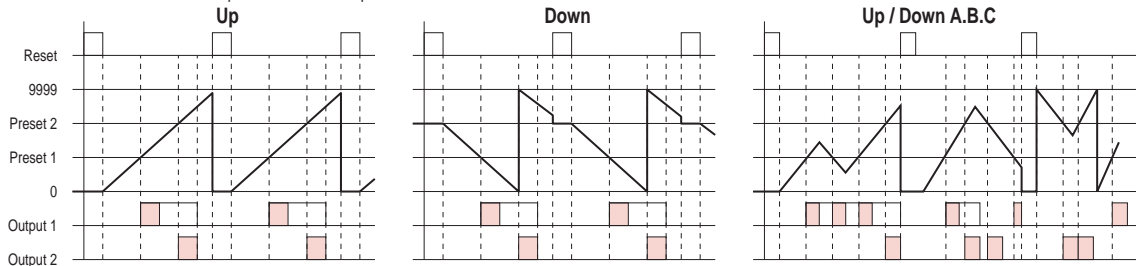 Up
Down
Up / Down A.B.C
Reset
9999
Preset 2
Preset 1
0
Output 1
Output 2